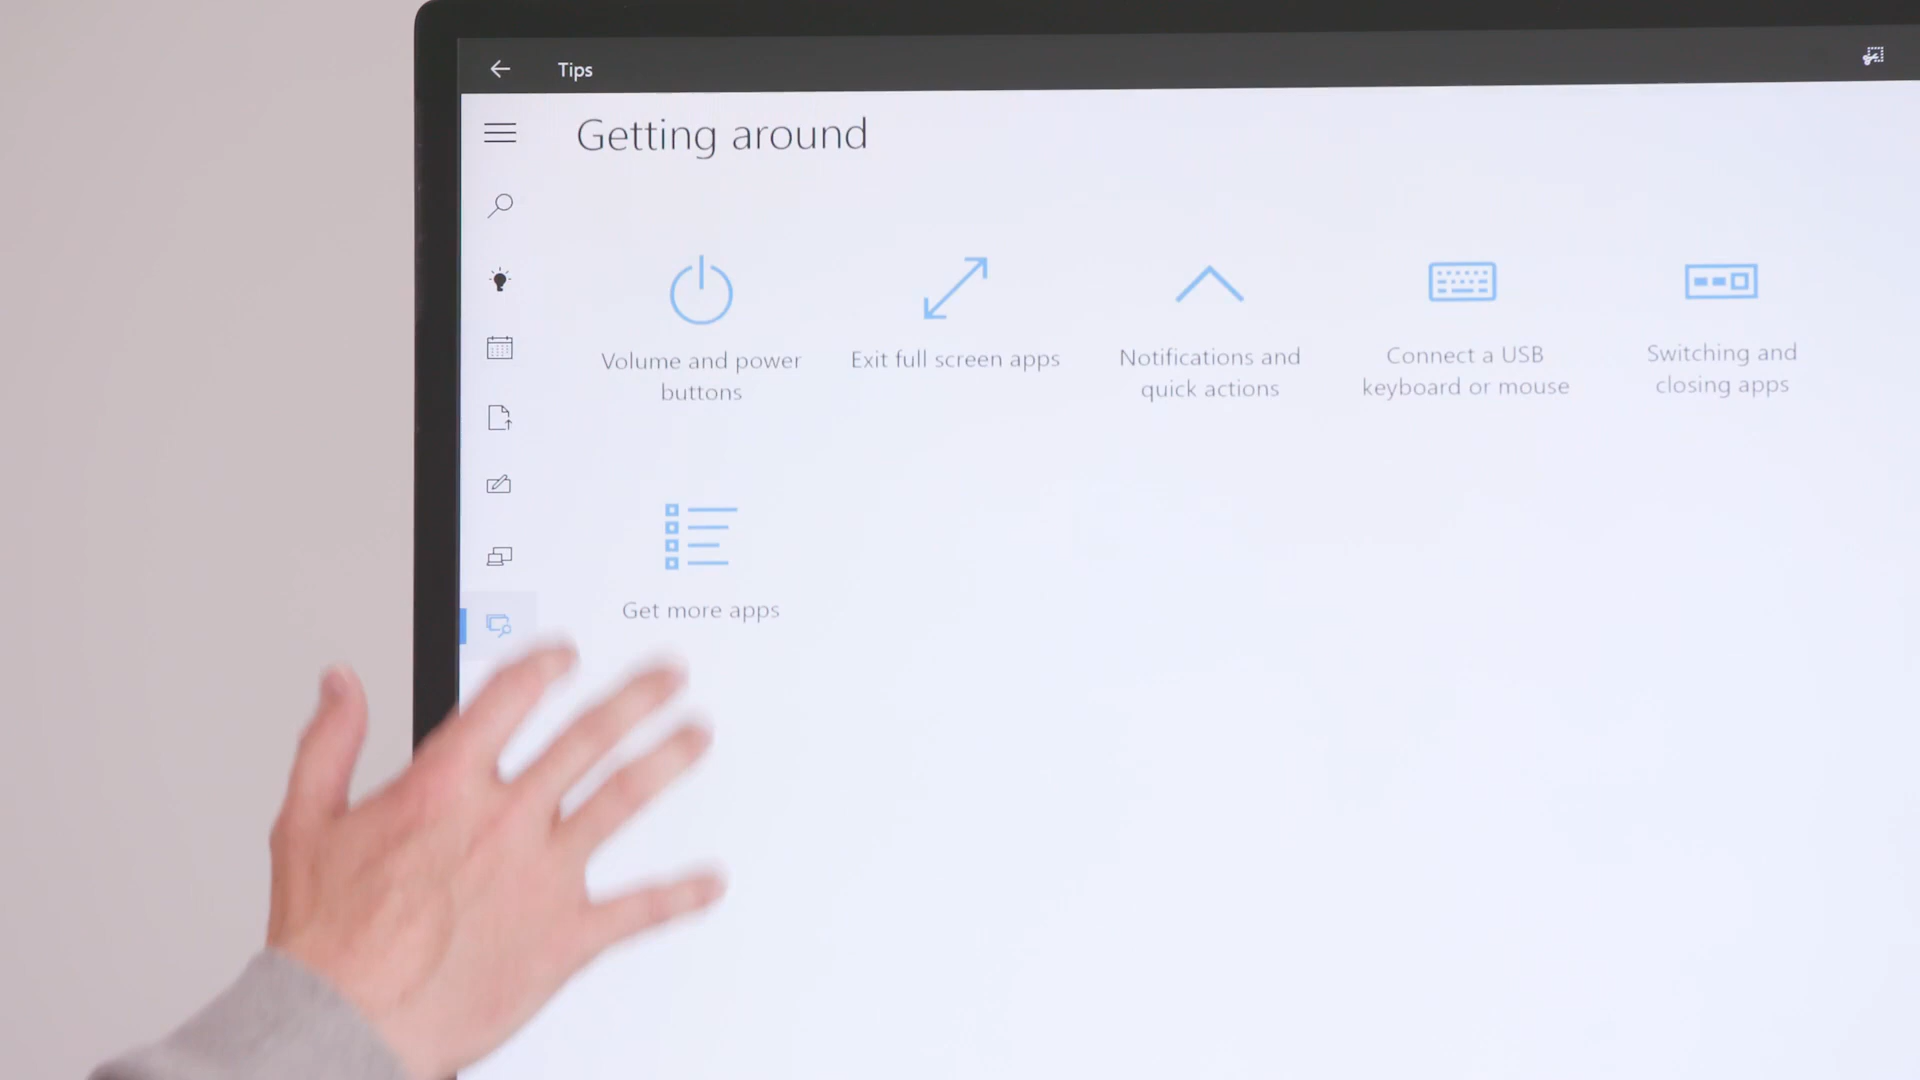 Tips
Getting around
Volume and power
buttons
Exit full screen apps
Notifications and
quick actions
Connect a USB
keyboard or mouse
Switching and
closing apps
Get more apps